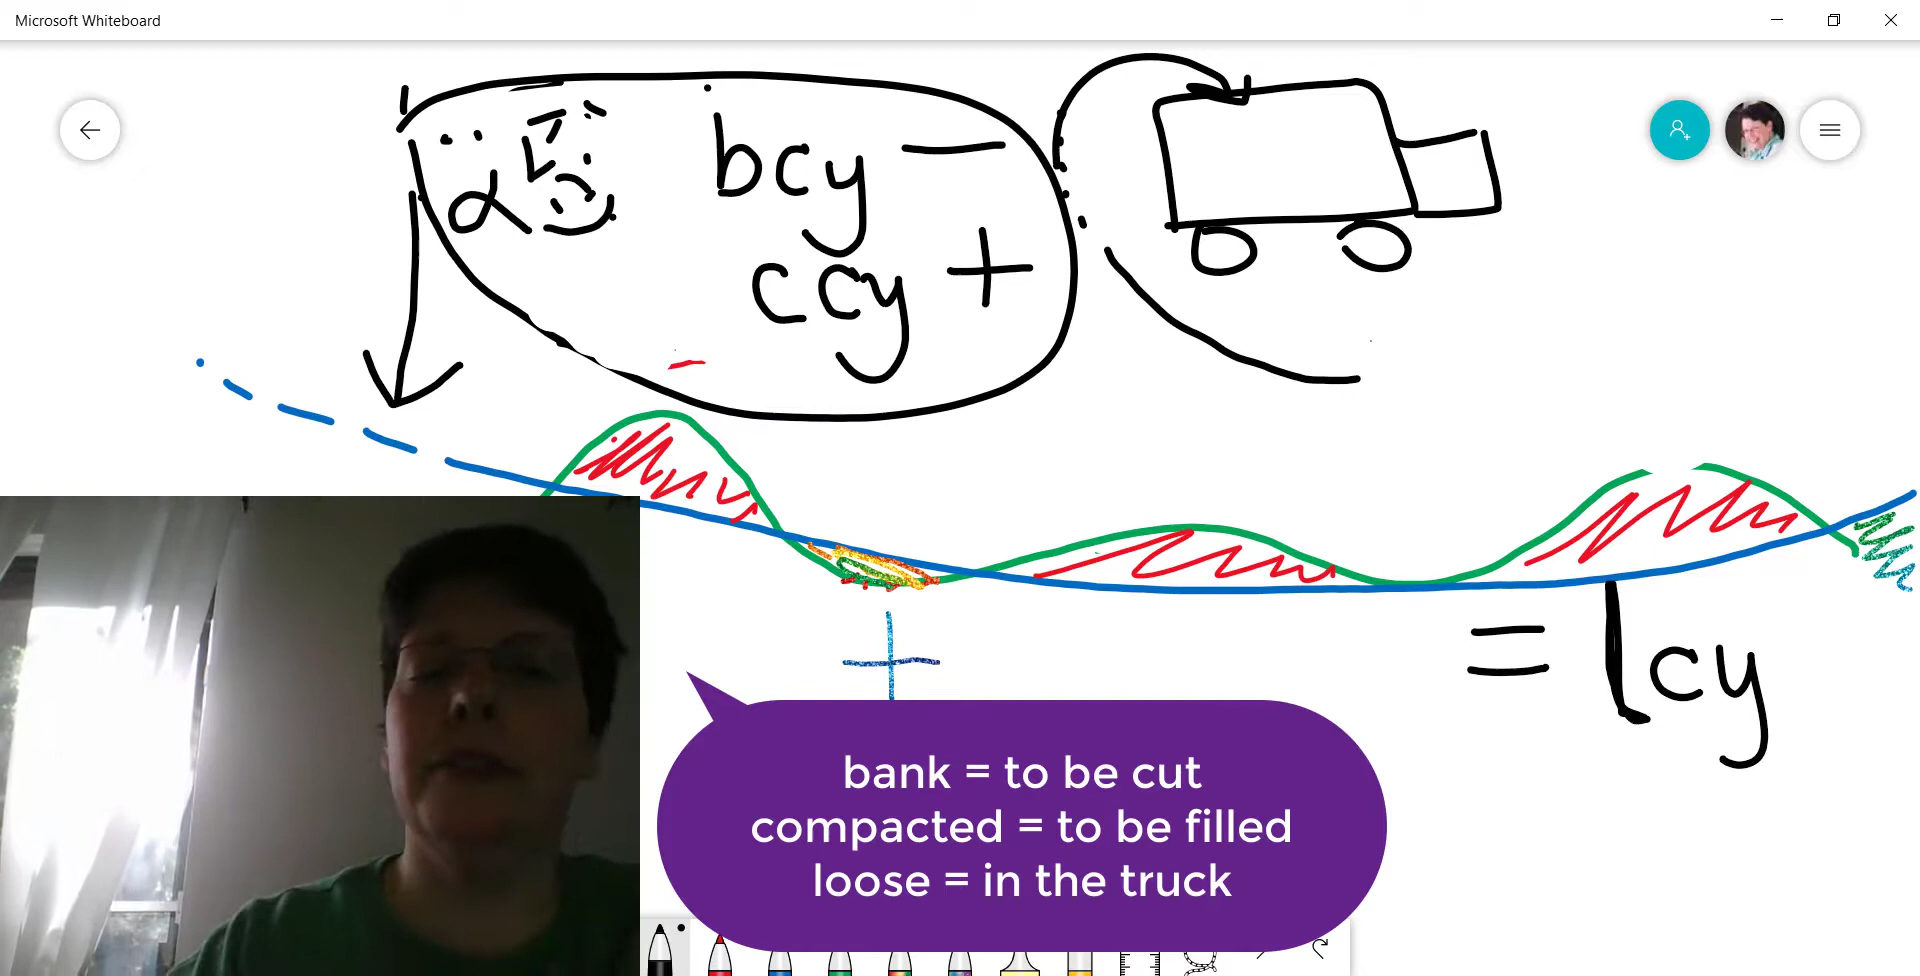 Microsoft Whiteboard
bcy −
ccy +
= lcy
+
bank = to be cut
compacted = to be filled
loose = in the truck